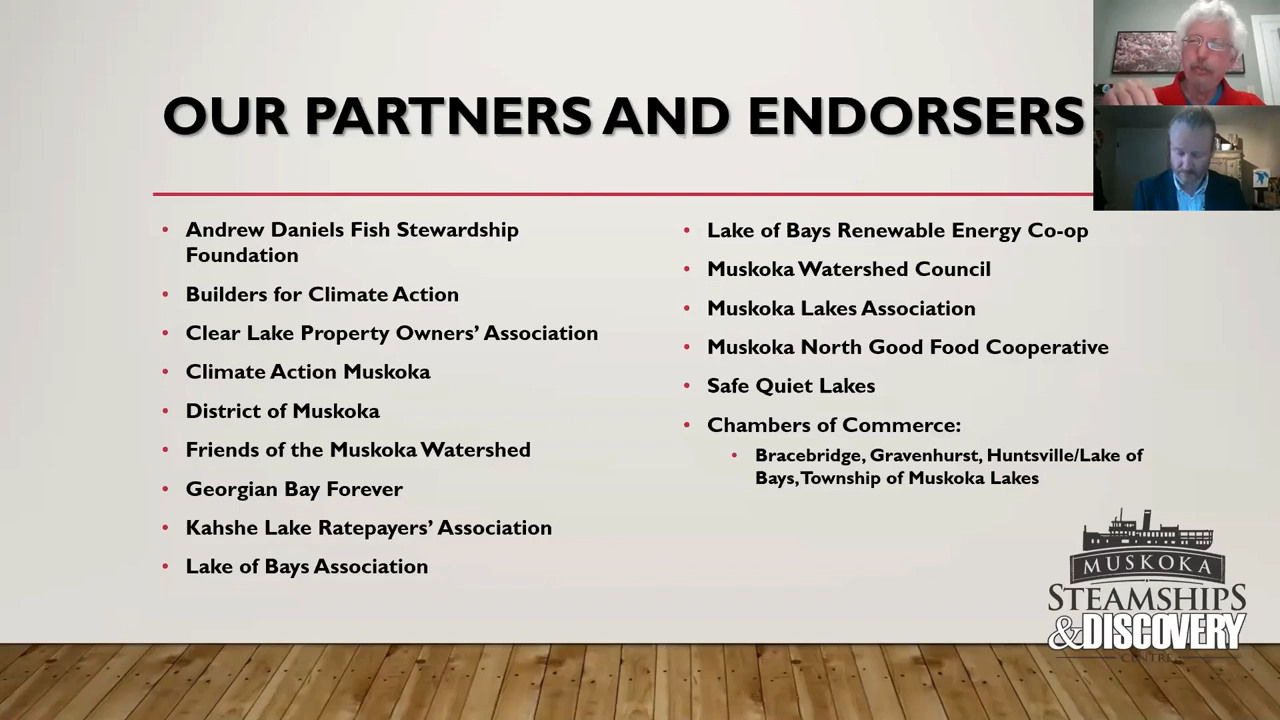 OUR PARTNERS AND ENDORSERS
• Andrew Daniels Fish Stewardship
Foundation
• Builders for Climate Action
• Clear Lake Property Owners’ Association
• Climate Action Muskoka
• District of Muskoka
• Friends of the Muskoka Watershed
• Georgian Bay Forever
• Kahshe Lake Ratepayers’ Association
• Lake of Bays Association
• Lake of Bays Renewable Energy Co-op
• Muskoka Watershed Council
• Muskoka Lakes Association
• Muskoka North Good Food Cooperative
• Safe Quiet Lakes
• Chambers of Commerce:
• Bracebridge, Gravenhurst, Huntsville/Lake of
Bays, Township of Muskoka Lakes
MUSKOKA
STEAMSHIPS
&DISCOVERY
CENTRE